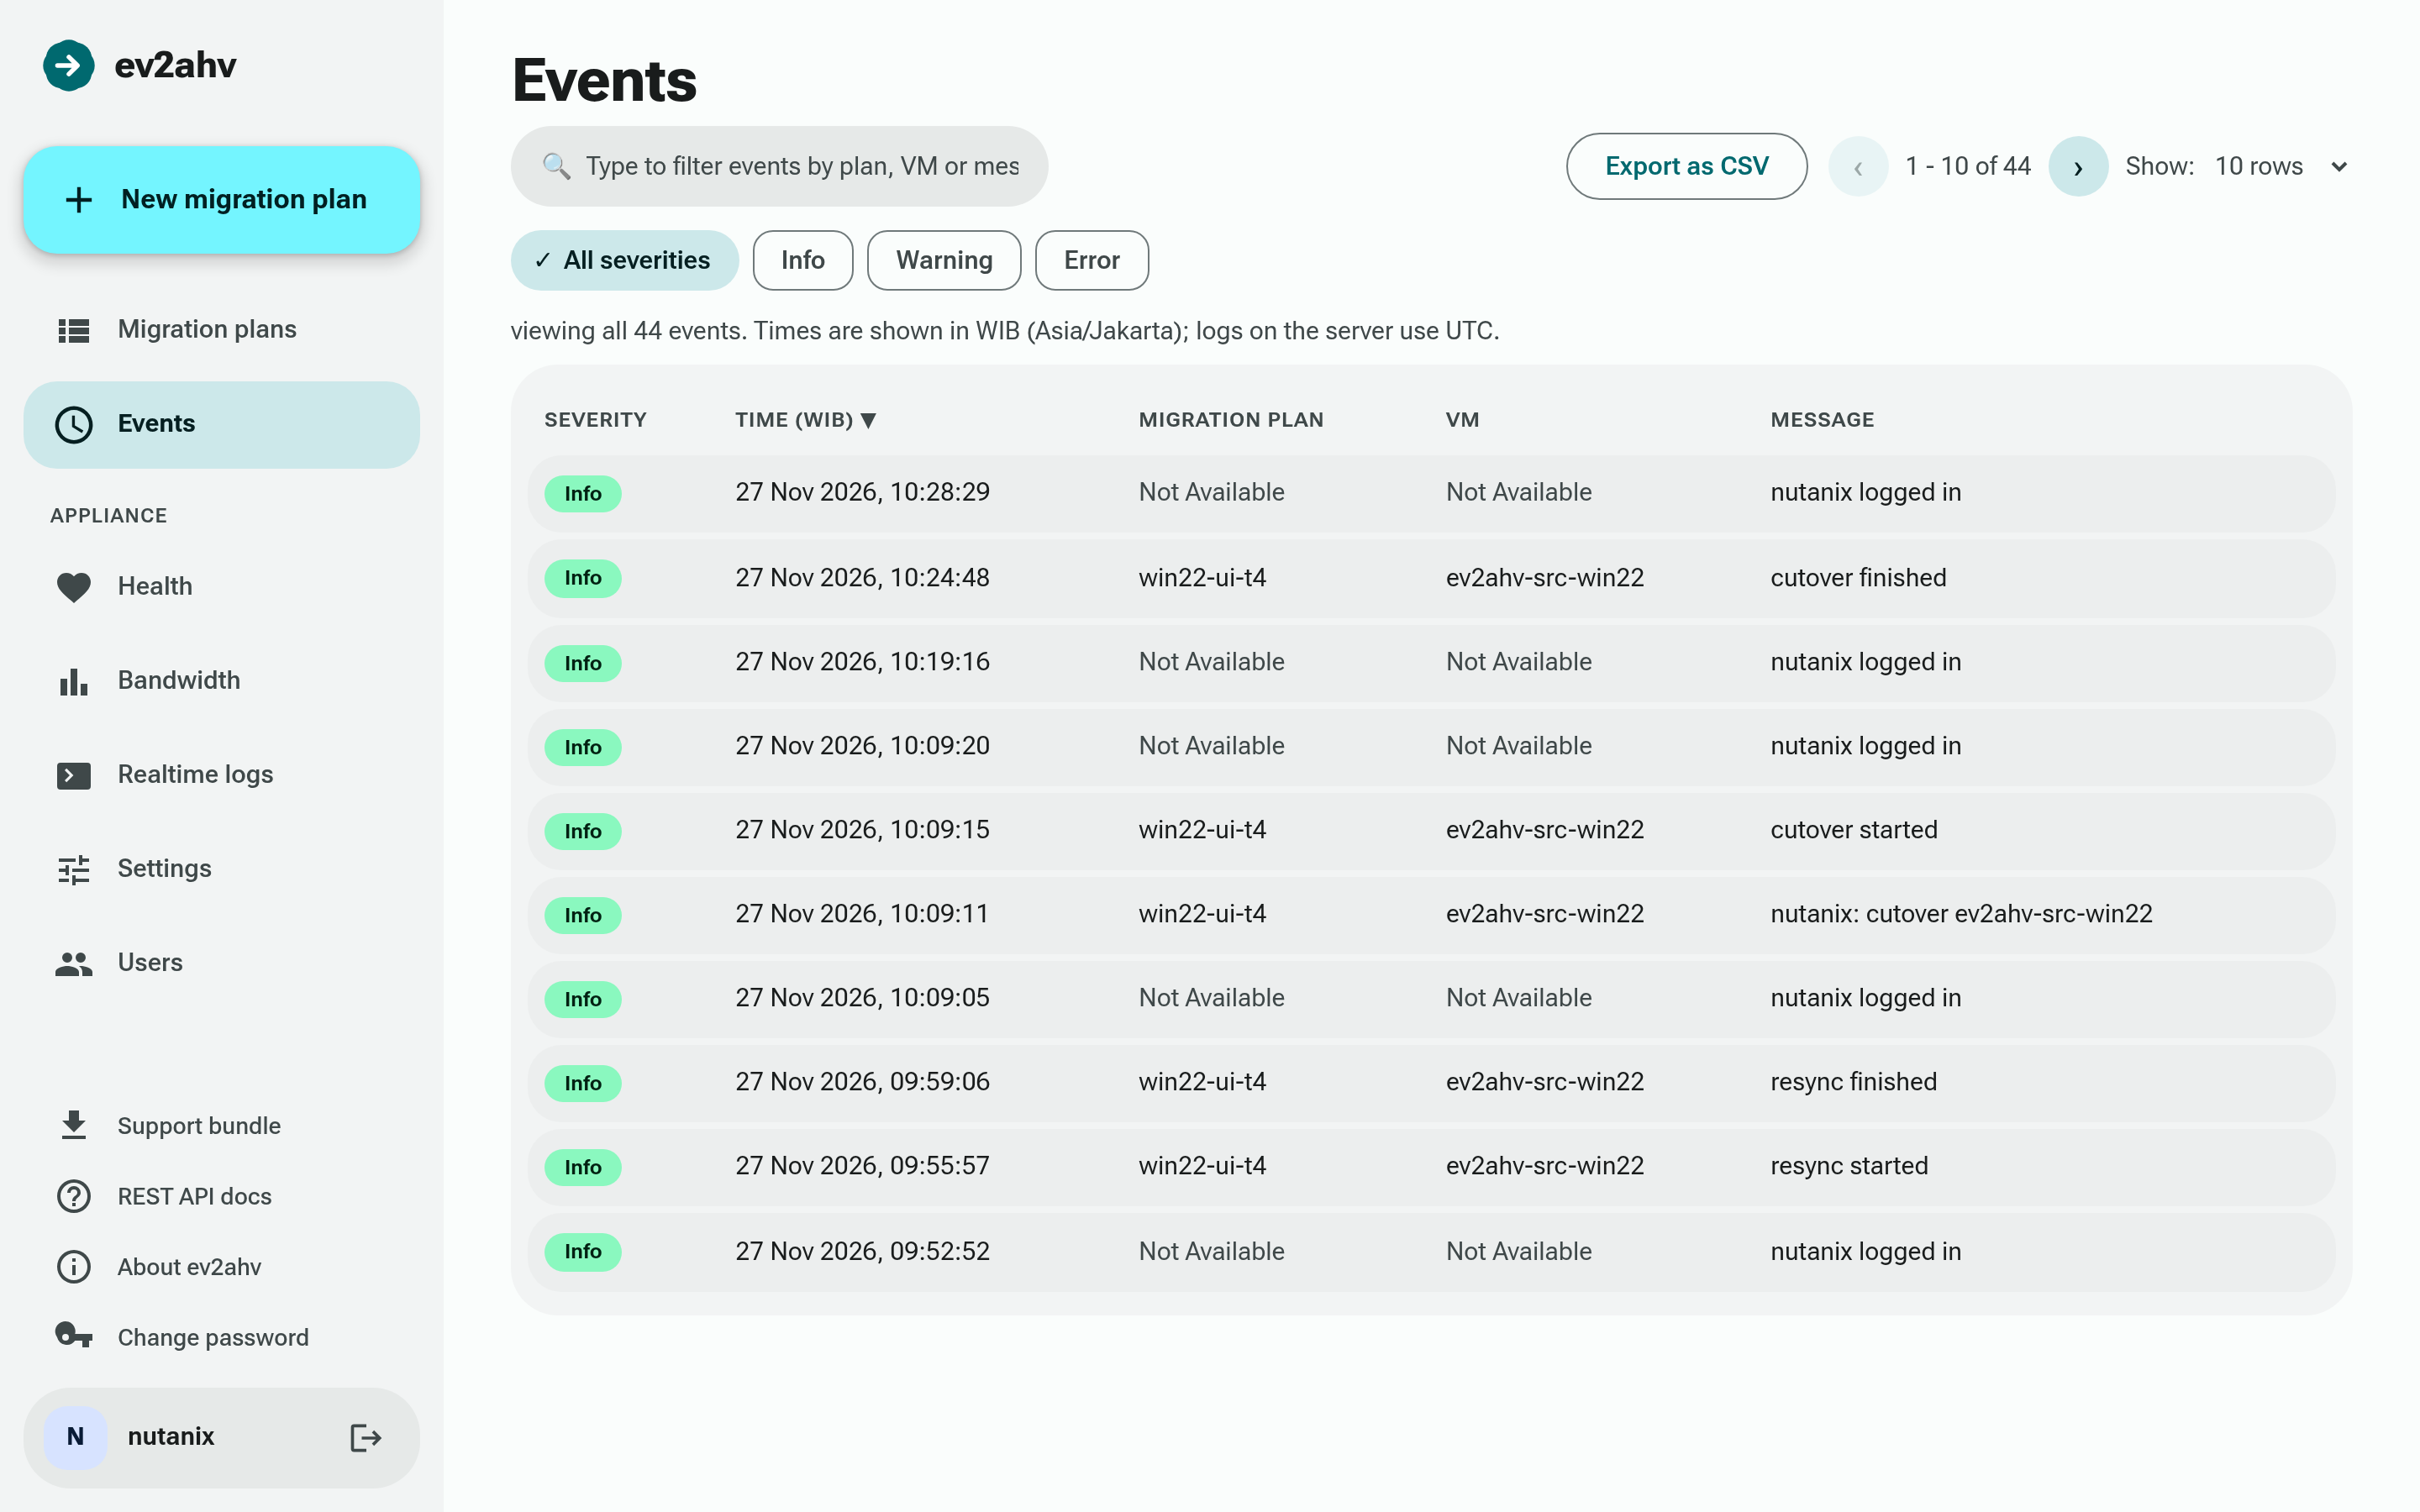 ev2ahv
New migration plan
Migration plans
Events
APPLIANCE
Health
Bandwidth
Realtime logs
Settings
Users
Support bundle
REST API docs
About ev2ahv
Change password
N nutanix
Events
Type to filter events by plan, VM or mes
Export as CSV ‹ 1 - 10 of 44 › Show: 10 rows
✓ All severities Info Warning Error
viewing all 44 events. Times are shown in WIB (Asia/Jakarta); logs on the server use UTC.
SEVERITY TIME (WIB) ▼ MIGRATION PLAN VM MESSAGE
Info 27 Nov 2026, 10:28:29 Not Available Not Available nutanix logged in
Info 27 Nov 2026, 10:24:48 win22-ui-t4 ev2ahv-src-win22 cutover finished
Info 27 Nov 2026, 10:19:16 Not Available Not Available nutanix logged in
Info 27 Nov 2026, 10:09:20 Not Available Not Available nutanix logged in
Info 27 Nov 2026, 10:09:15 win22-ui-t4 ev2ahv-src-win22 cutover started
Info 27 Nov 2026, 10:09:11 win22-ui-t4 ev2ahv-src-win22 nutanix: cutover ev2ahv-src-win22
Info 27 Nov 2026, 10:09:05 Not Available Not Available nutanix logged in
Info 27 Nov 2026, 09:59:06 win22-ui-t4 ev2ahv-src-win22 resync finished
Info 27 Nov 2026, 09:55:57 win22-ui-t4 ev2ahv-src-win22 resync started
Info 27 Nov 2026, 09:52:52 Not Available Not Available nutanix logged in